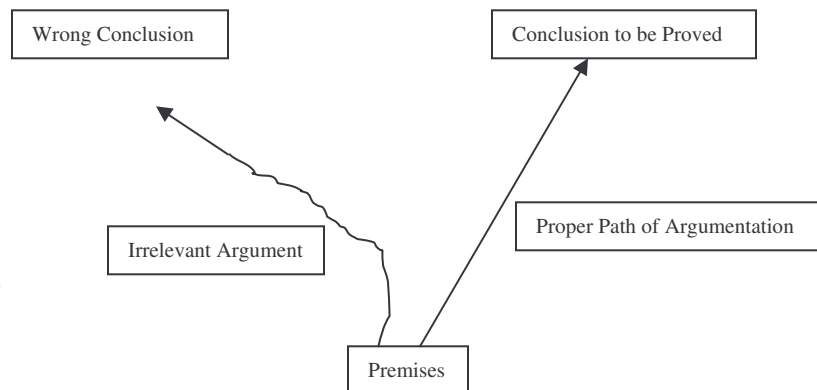 Wrong Conclusion
Conclusion to be Proved
Proper Path of Argumentation
Irrelevant Argument
Premises